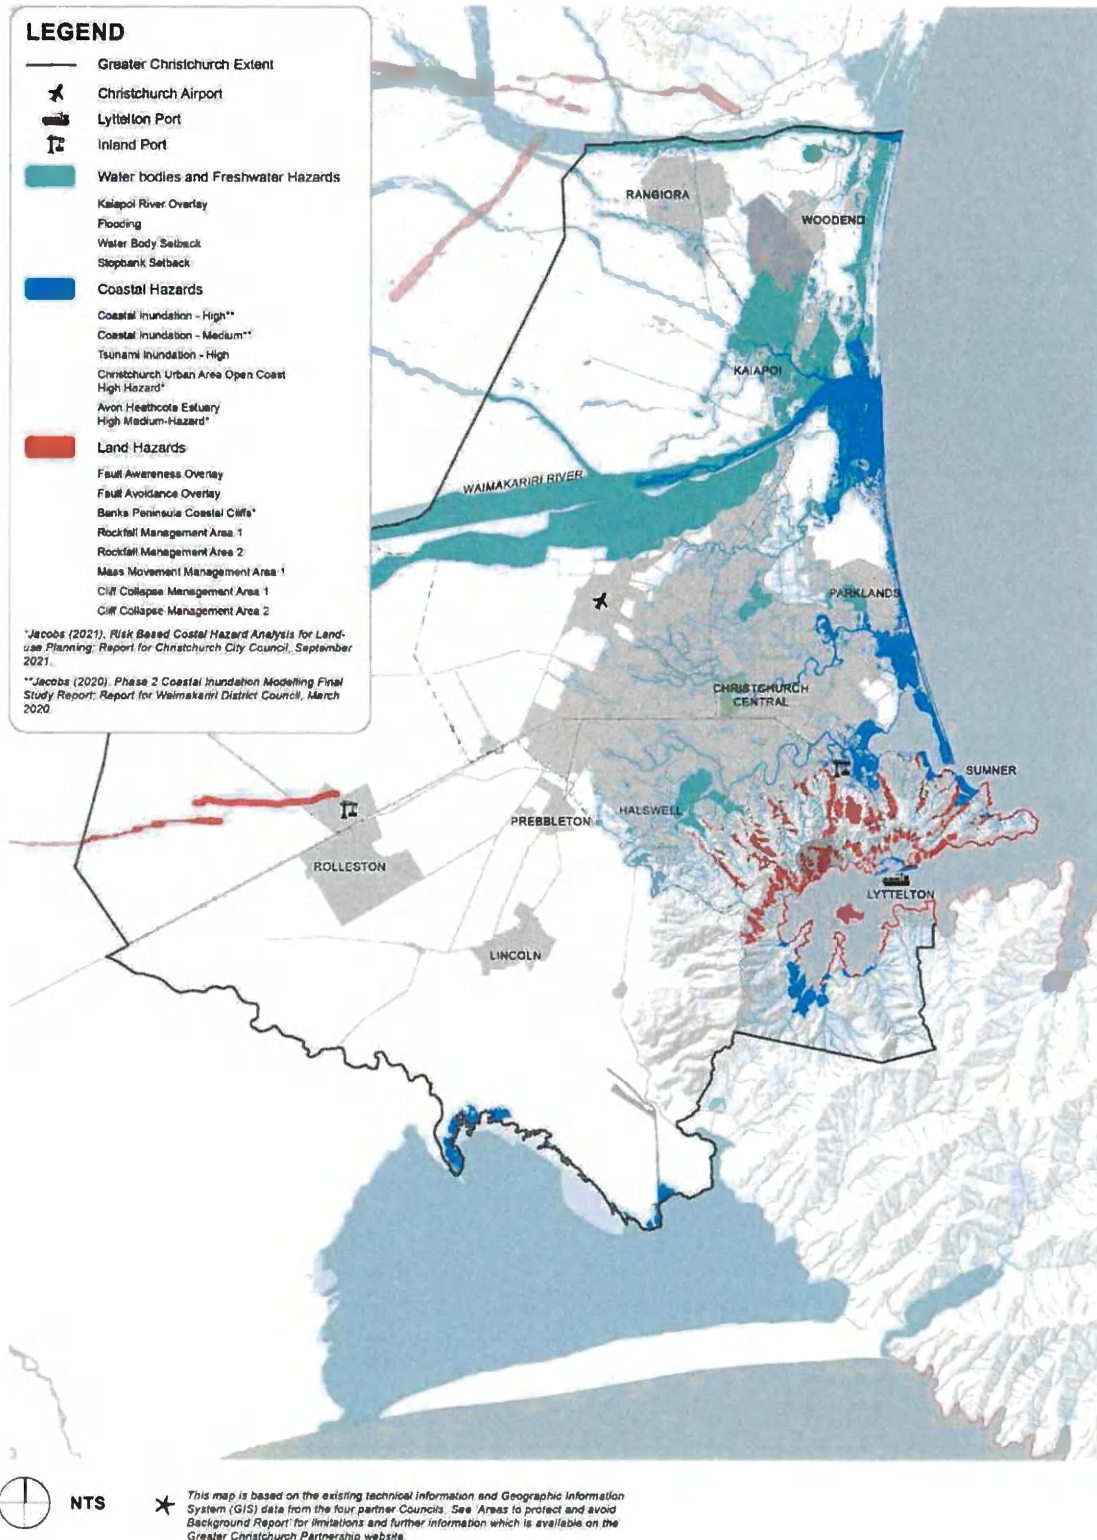 LEGEND
Greater Christchurch Extent
Christchurch Airport
Lyttelton Port
Inland Port
Water bodies and Freshwater Hazards
Kaiapoi River Overlay
Flooding
Water Body Setback
Stopbank Setback
Coastal Hazards
Coastal Inundation - High**
Coastal Inundation - Medium**
Tsunami Inundation - High
Christchurch Urban Area Open Coast
High Hazard*
Avon Heathcote Estuary
High Medium-Hazard*
Land Hazards
Fault Awareness Overlay
Fault Avoidance Overlay
Banks Peninsula Coastal Cliffs*
Rockfall Management Area 1
Rockfall Management Area 2
Mass Movement Management Area 1
Cliff Collapse Management Area 1
Cliff Collapse Management Area 2
*Jacobs (2021). Risk Based Costal Hazard Analysis for Land-
use Planning: Report for Christchurch City Council, September
2021.
**Jacobs (2020). Phase 2 Coastal Inundation Modelling Final
Study Report: Report for Waimakariri District Council, March
2020.
RANGIORA
WOODEND
KAIAPOI
WAIMAKARIRI RIVER
PARKLANDS
CHRISTCHURCH
CENTRAL
SUMNER
HALSWELL
PREBBLETON
ROLLESTON
LYTTELTON
LINCOLN
NTS
This map is based on the existing technical information and Geographic Information
System (GIS) data from the four partner Councils. See 'Areas to protect and avoid
Background Report' for limitations and further information which is available on the
Greater Christchurch Partnership website.